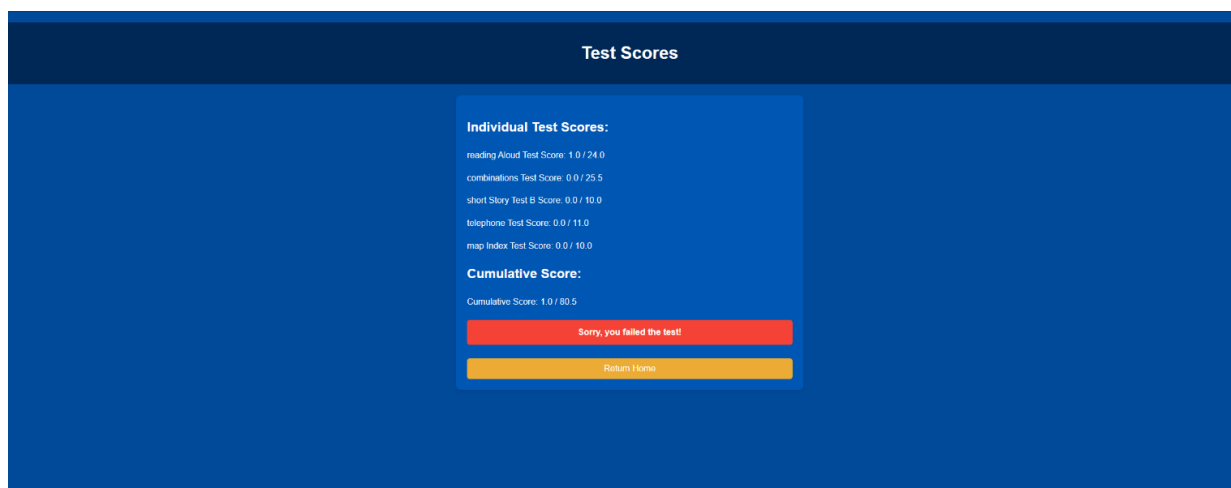 Test Scores
Individual Test Scores:
reading Aloud Test Score: 1.0 / 24.0
combinations Test Score: 0.0 / 25.5
short Story Test B Score: 0.0 / 10.0
telephone Test Score: 0.0 / 11.0
map Index Test Score: 0.0 / 10.0
Cumulative Score:
Cumulative Score: 1.0 / 80.5
Sorry, you failed the test!
Return Home